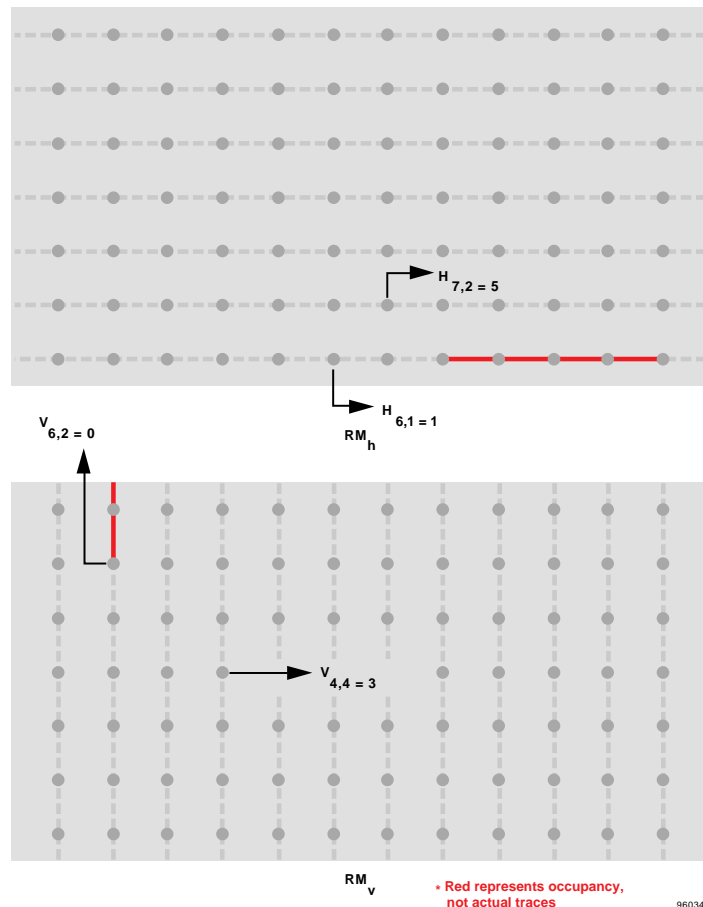 H 7,2 = 5
H 6,1 = 1
RM h
V 6,2 = 0
V 4,4 = 3
RM v
* Red represents occupancy,
not actual traces
96034